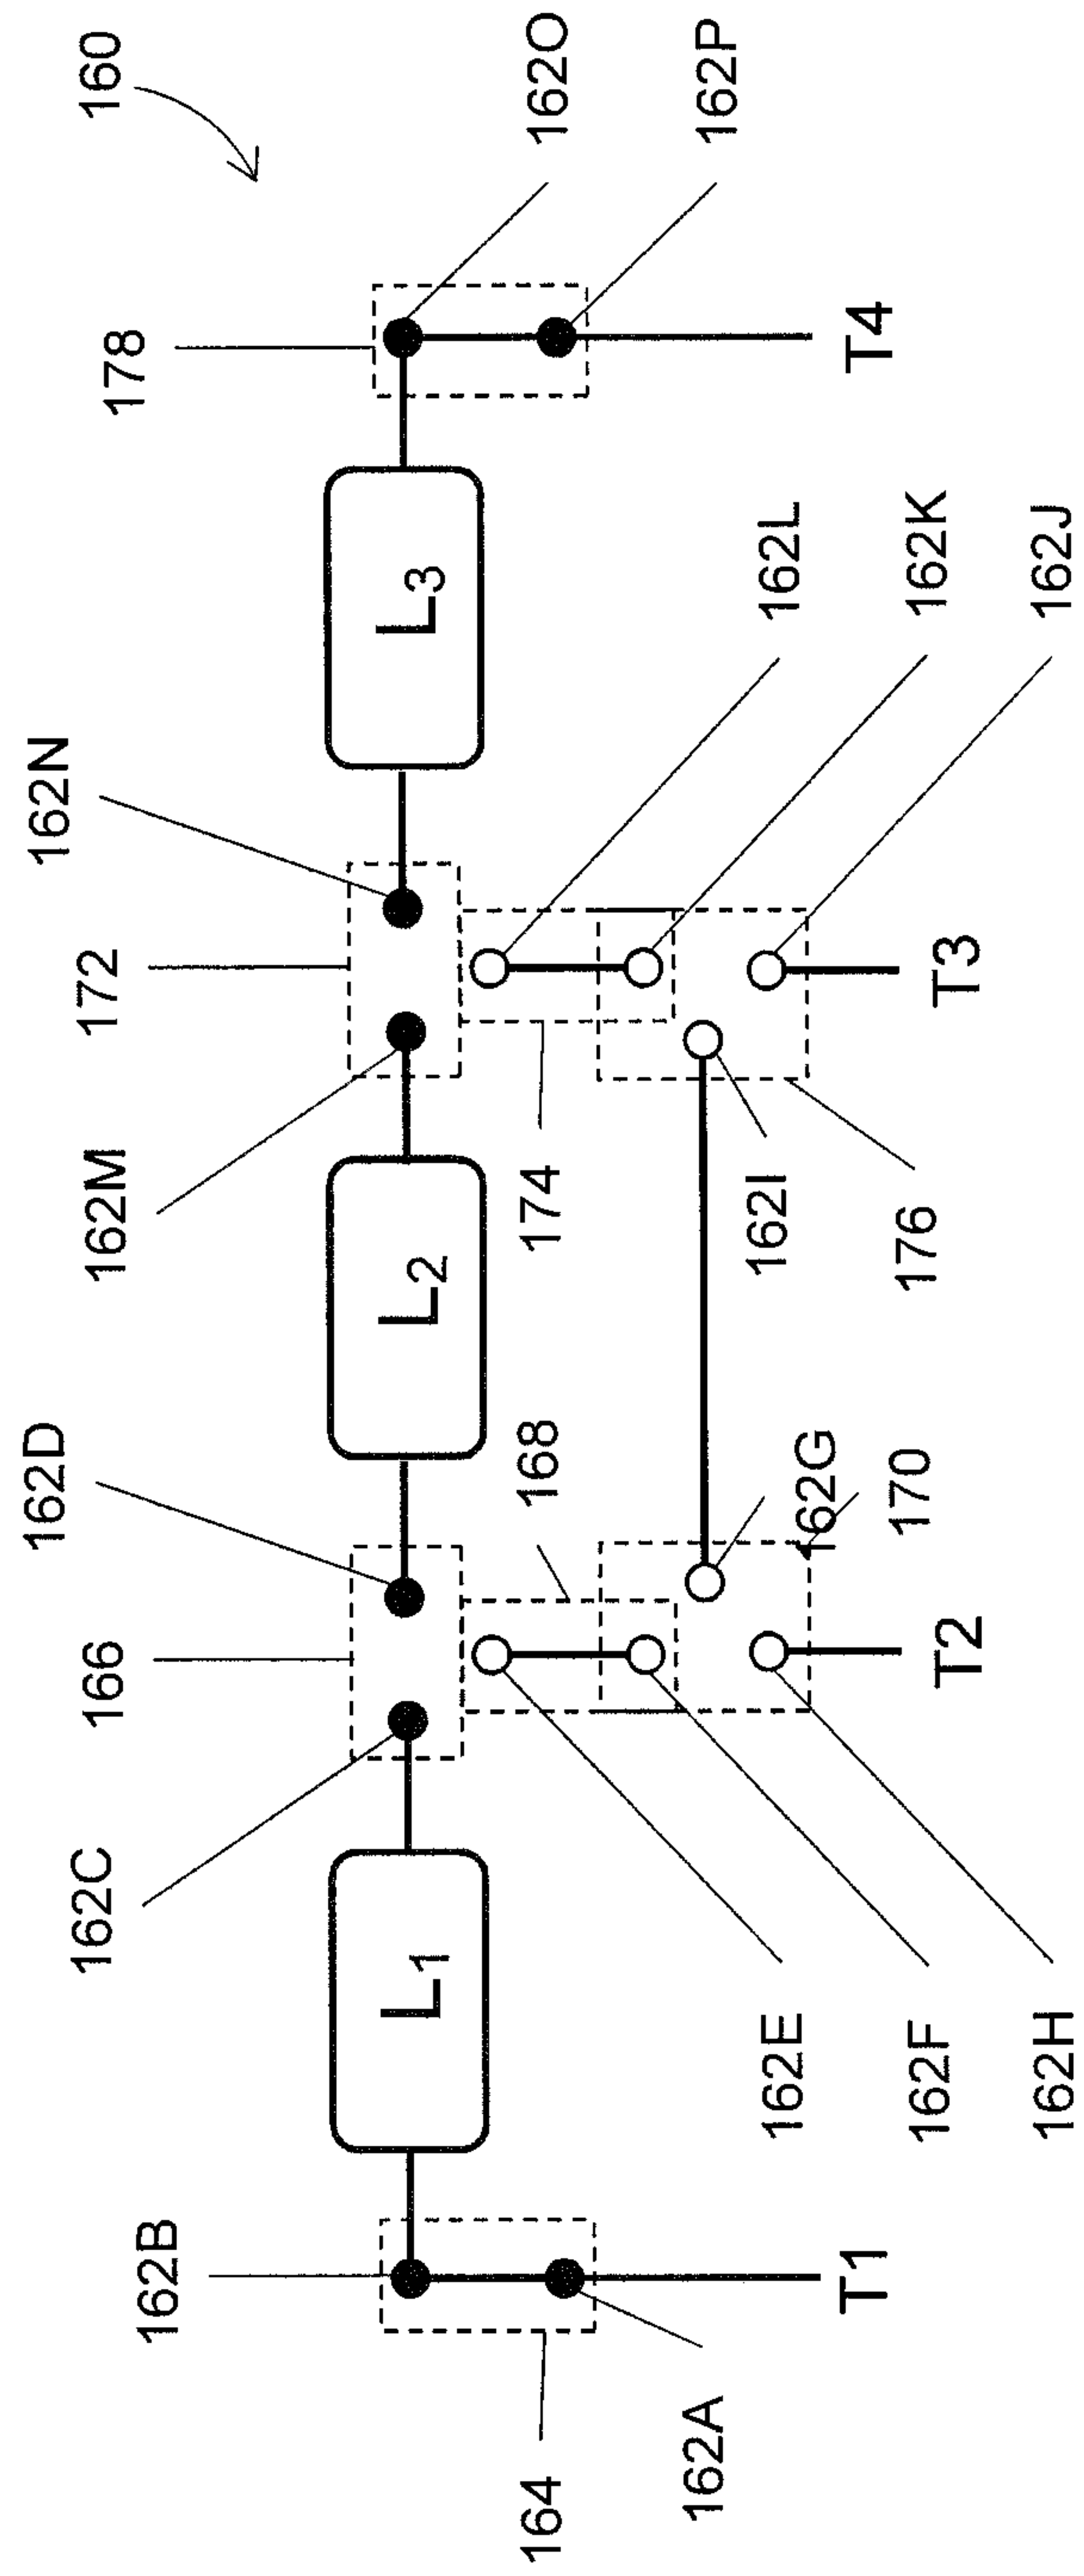 162D
162N
162C
166
162M
172
160
178
162B
L1
L2
L3
164
168
174
162O
162A
162P
162E
162G
162I
162L
T1
T4
162F
170
176
162K
T2
T3
162H
162J